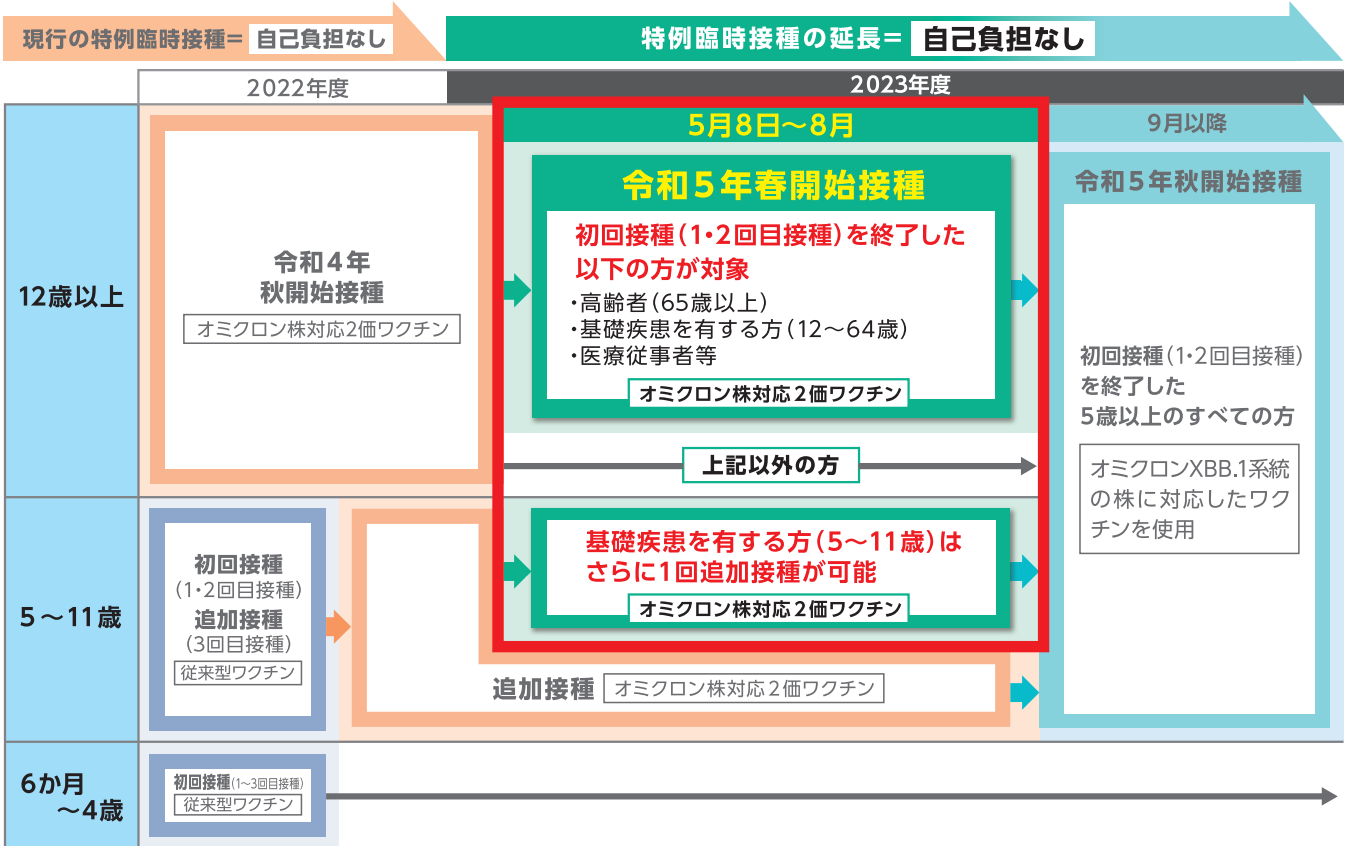 現行の特例臨時接種= 自己負担なし
特例臨時接種の延長= 自己負担なし
2022年度
2023年度
5月8日～8月
9月以降
12歳以上
令和4年
秋開始接種
オミクロン株対応2価ワクチン
令和5年春開始接種
初回接種（1・2回目接種）を終了した
以下の方が対象
・高齢者（65歳以上）
・基礎疾患を有する方（12～64歳）
・医療従事者等
オミクロン株対応2価ワクチン
上記以外の方
令和5年秋開始接種
初回接種（1・2回目接種）
を終了した
5歳以上のすべての方
オミクロンXBB.1系統
の株に対応したワク
チンを使用
5～11歳
初回接種
（1・2回目接種）
追加接種
（3回目接種）
従来型ワクチン
基礎疾患を有する方（5～11歳）は
さらに1回追加接種が可能
オミクロン株対応2価ワクチン
追加接種 オミクロン株対応2価ワクチン
6か月
～4歳
初回接種（1～3回目接種）
従来型ワクチン